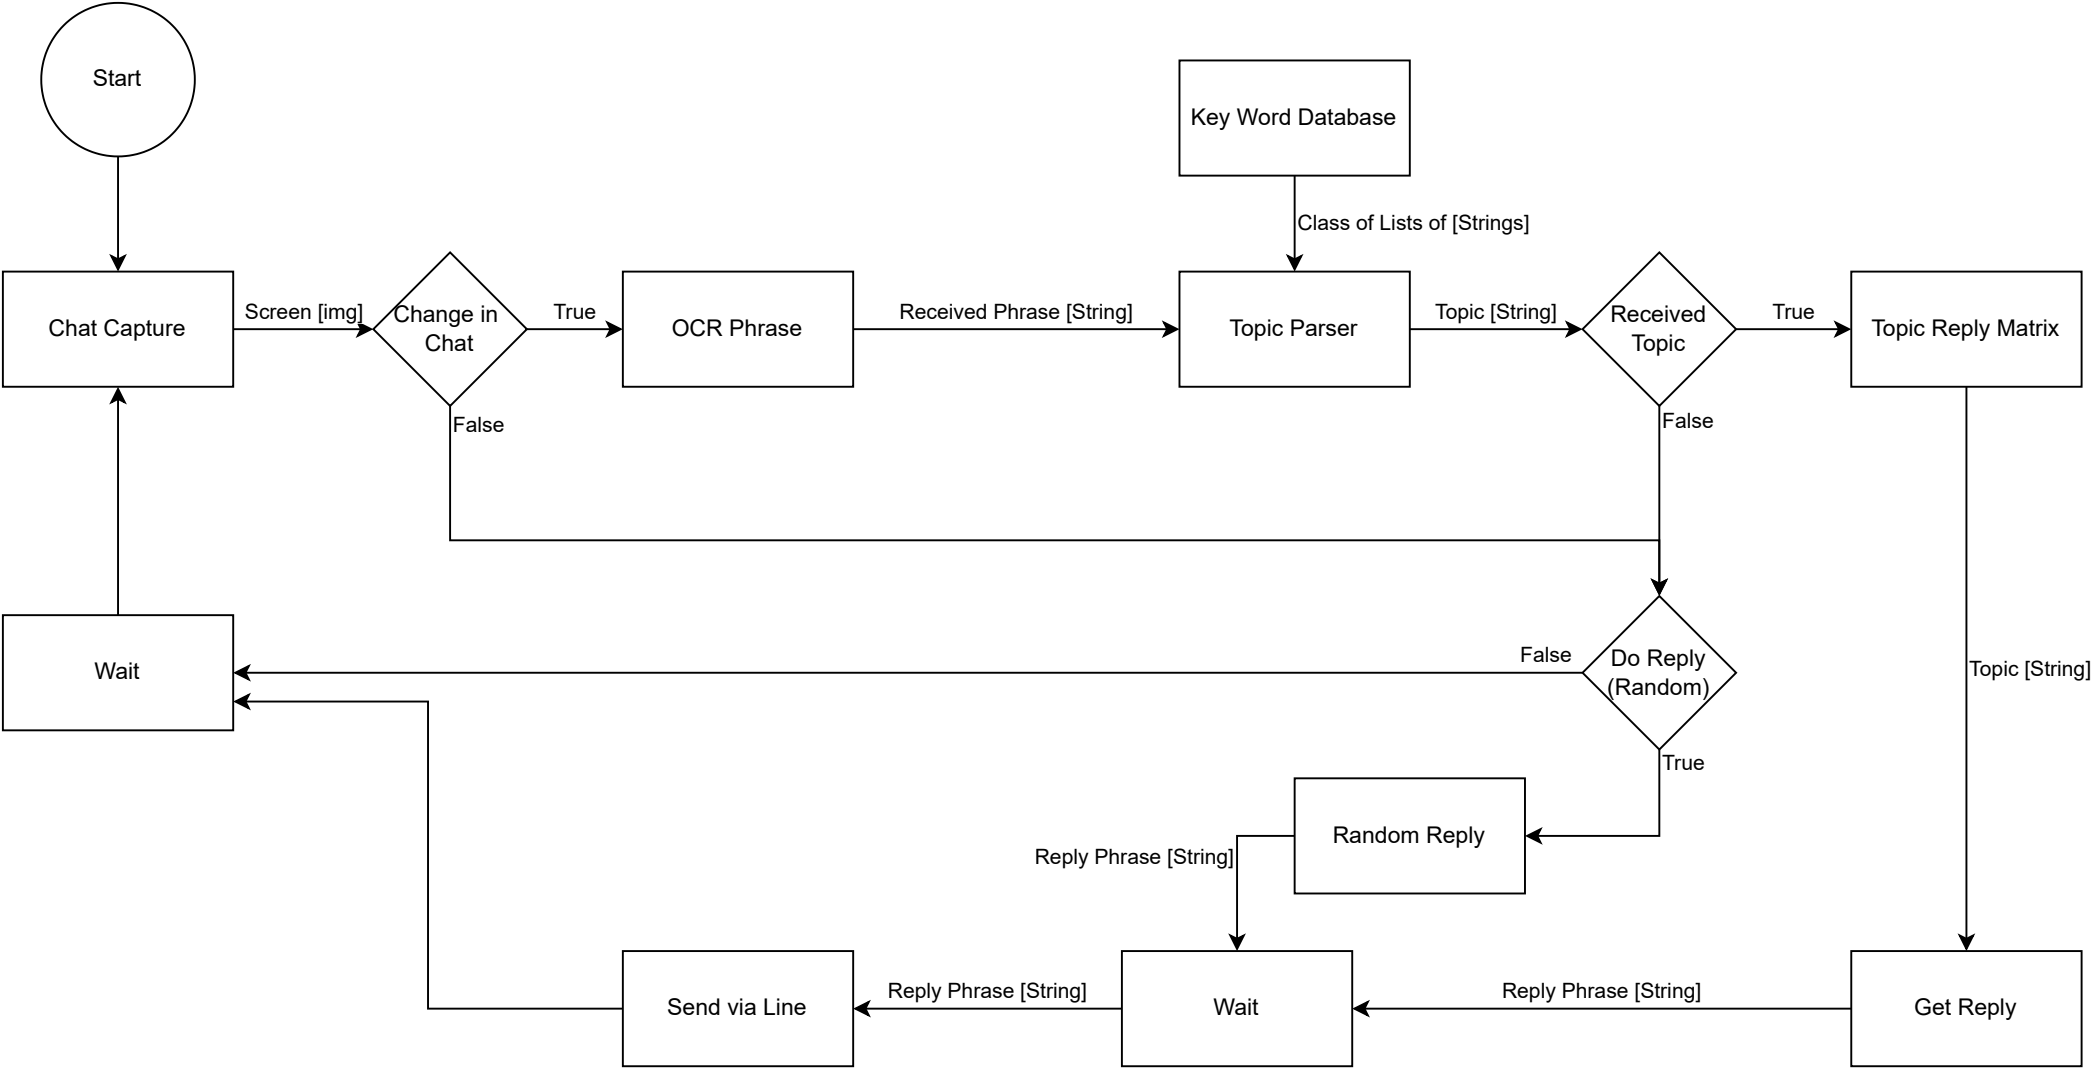 Start
Key Word Database
Class of Lists of [Strings]
Chat Capture
Screen [img]
Change in
Chat
True
OCR Phrase
Received Phrase [String]
Topic Parser
Topic [String]
Received
Topic
True
Topic Reply Matrix
False
False
Wait
False
Do Reply
(Random)
Topic [String]
True
Random Reply
Reply Phrase [String]
Send via Line
Reply Phrase [String]
Wait
Reply Phrase [String]
Get Reply